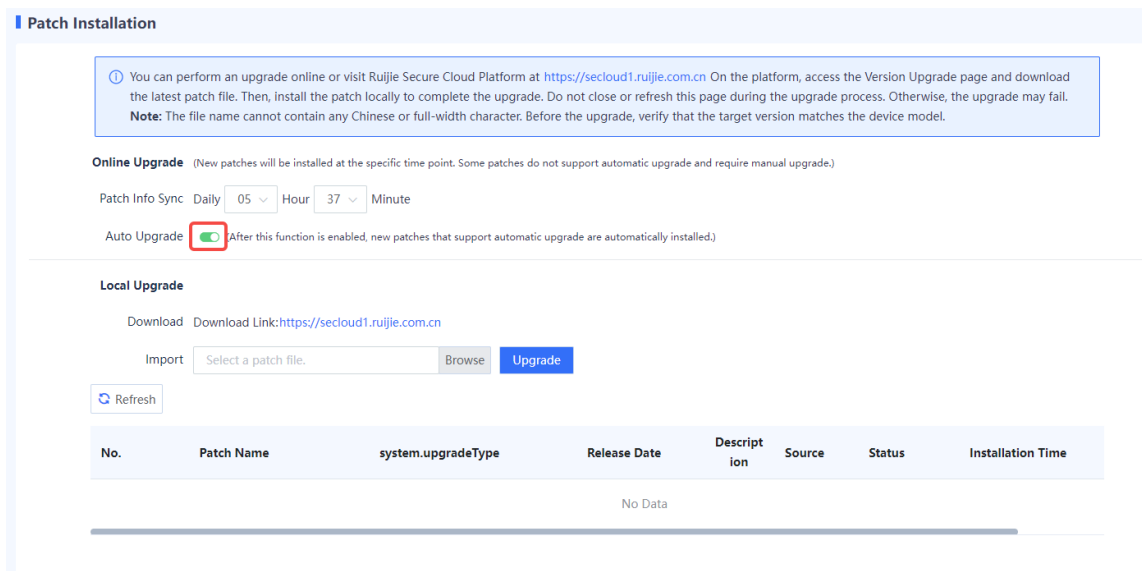 Patch Installation
You can perform an upgrade online or visit Ruijie Secure Cloud Platform at https://secloud1.ruijie.com.cn On the platform, access the Version Upgrade page and download
the latest patch file. Then, install the patch locally to complete the upgrade. Do not close or refresh this page during the upgrade process. Otherwise, the upgrade may fail.
Note: The file name cannot contain any Chinese or full-width character. Before the upgrade, verify that the target version matches the device model.
Online Upgrade (New patches will be installed at the specific time point. Some patches do not support automatic upgrade and require manual upgrade.)
Patch Info Sync Daily 05 Hour 37 Minute
Auto Upgrade (After this function is enabled, new patches that support automatic upgrade are automatically installed.)
Local Upgrade
Download Download Link:https://secloud1.ruijie.com.cn
Import Select a patch file. Browse Upgrade
Refresh
No. Patch Name system.upgradeType Release Date Descript
ion Source Status Installation Time
No Data